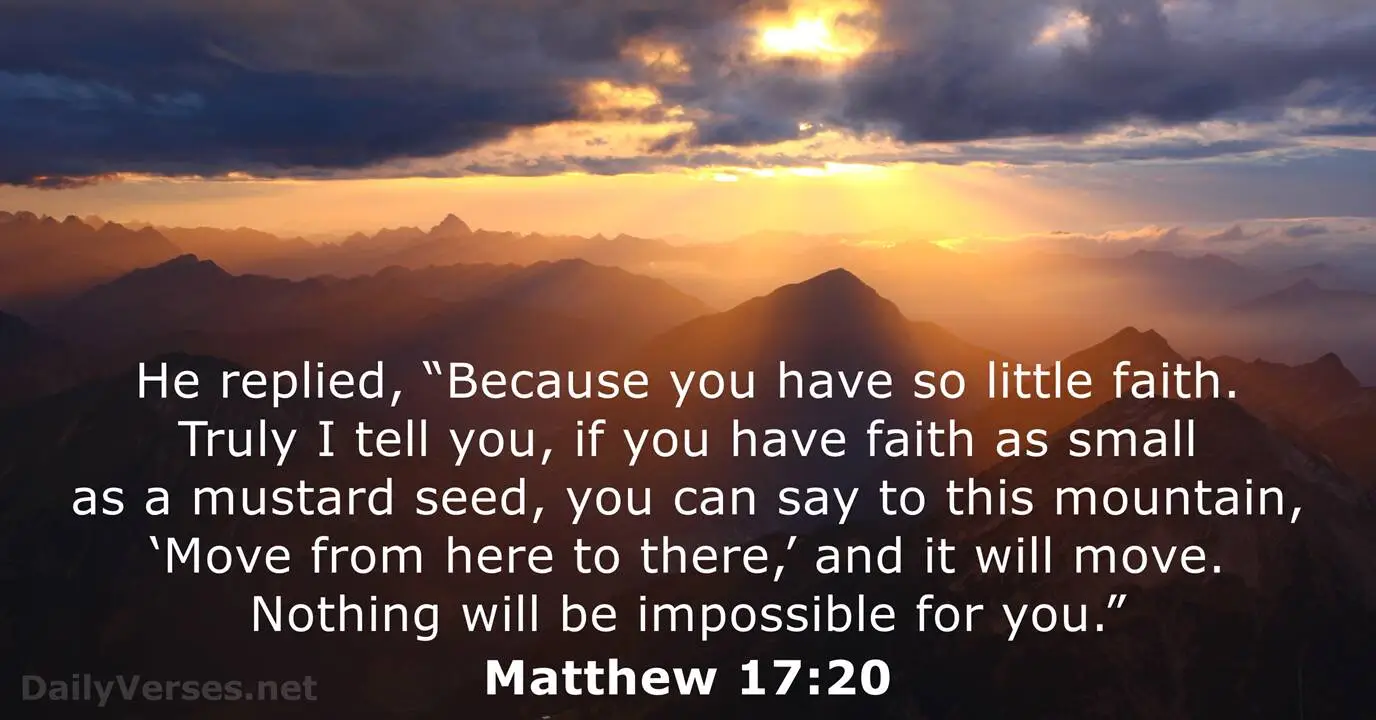 He replied, “Because you have so little faith.
Truly I tell you, if you have faith as small
as a mustard seed, you can say to this mountain,
‘Move from here to there,’ and it will move.
Nothing will be impossible for you.”
Matthew 17:20
DailyVerses.net